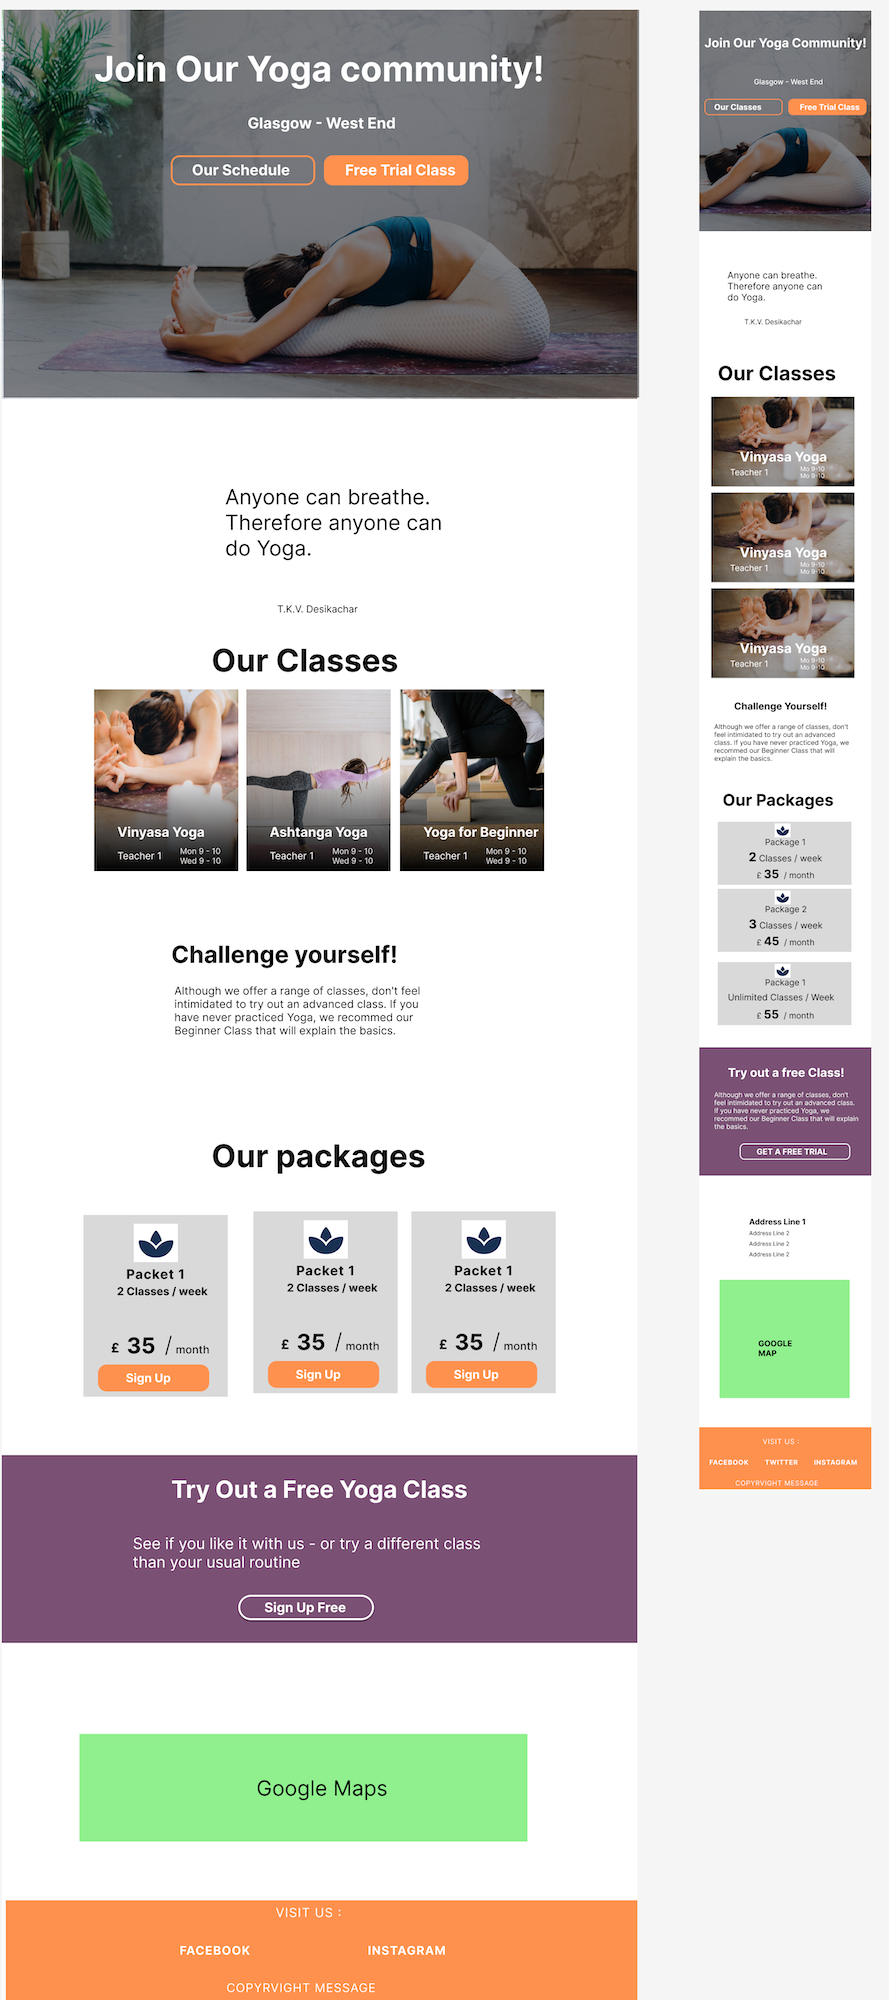 Join Our Yoga community!
Glasgow - West End
Our Schedule
Free Trial Class
Anyone can breathe.
Therefore anyone can
do Yoga.
T.K.V. Desikachar
Our Classes
Vinyasa Yoga
Teacher 1
Mon 9 - 10
Wed 9 - 10
Ashtanga Yoga
Teacher 1
Mon 9 - 10
Wed 9 - 10
Yoga for Beginner
Teacher 1
Mon 9 - 10
Wed 9 - 10
Challenge yourself!
Although we offer a range of classes, don't feel
intimidated to try out an advanced class. If you
have never practiced Yoga, we recommed our
Beginner Class that will explain the basics.
Our packages
Packet 1
2 Classes / week
£ 35 / month
Sign Up
Packet 1
2 Classes / week
£ 35 / month
Sign Up
Packet 1
2 Classes / week
£ 35 / month
Sign Up
Try Out a Free Yoga Class
See if you like it with us - or try a different class
than your usual routine
Sign Up Free
Google Maps
VISIT US :
FACEBOOK
INSTAGRAM
COPYRVIGHT MESSAGE
Join Our Yoga Community!
Glasgow - West End
Our Classes
Free Trial Class
Anyone can breathe.
Therefore anyone can
do Yoga.
T.K.V. Desikachar
Our Classes
Vinyasa Yoga
Teacher 1
Mo 9-10
Mo 9-10
Vinyasa Yoga
Teacher 1
Mo 9-10
Mo 9-10
Vinyasa Yoga
Teacher 1
Mo 9-10
Mo 9-10
Challenge Yourself!
Although we offer a range of classes, don't
feel intimidated to try out an advanced
class. If you have never practiced Yoga, we
recommed our Beginner Class that will
explain the basics.
Our Packages
Package 1
2 Classes / week
£ 35 / month
Package 2
3 Classes / week
£ 45 / month
Package 1
Unlimited Classes / Week
£ 55 / month
Try out a free Class!
Although we offer a range of classes, don't
feel intimidated to try out an advanced class.
If you have never practiced Yoga, we
recommed our Beginner Class that will explain
the basics.
GET A FREE TRIAL
Address Line 1
Address Line 2
Address Line 2
Address Line 2
GOOGLE
MAP
VISIT US :
FACEBOOK
TWITTER
INSTAGRAM
COPYRVIGHT MESSAGE